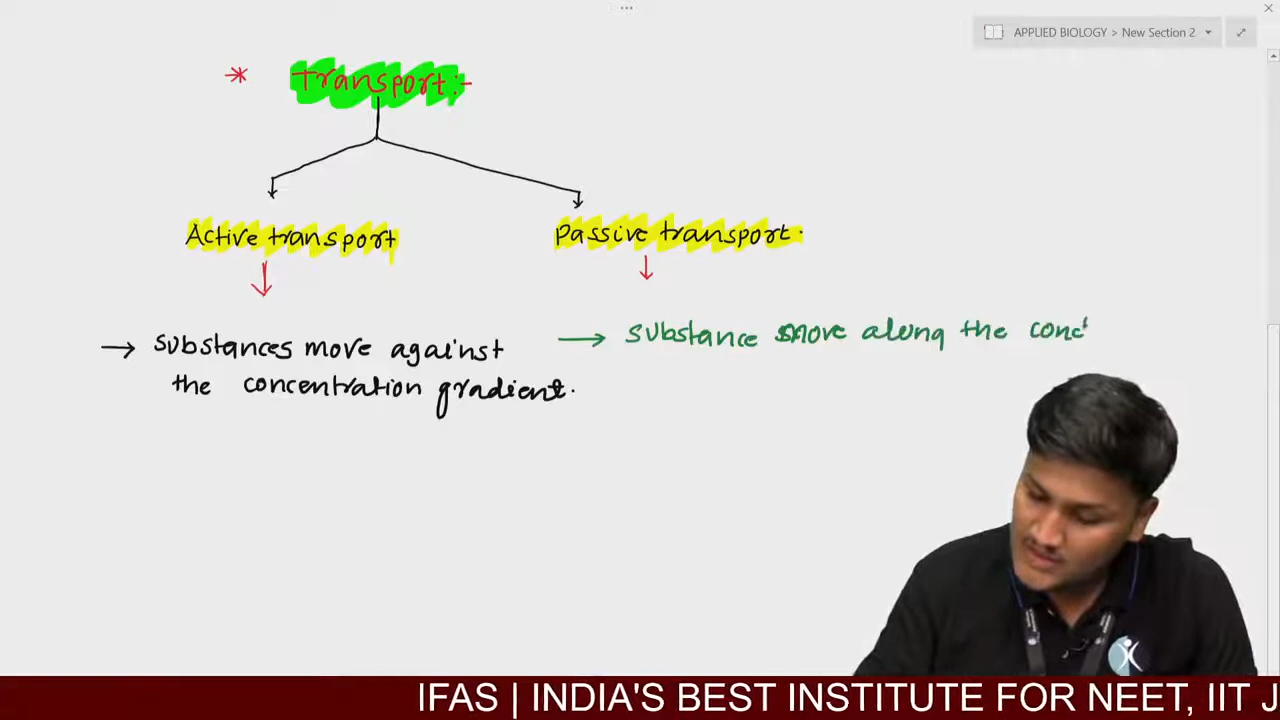 APPLIED BIOLOGY > New Section 2
* Transport:-
Active transport
Passive transport.
→ substances move against
the concentration gradient.
→ substance move along the conc
IFAS | INDIA'S BEST INSTITUTE FOR NEET, IIT J